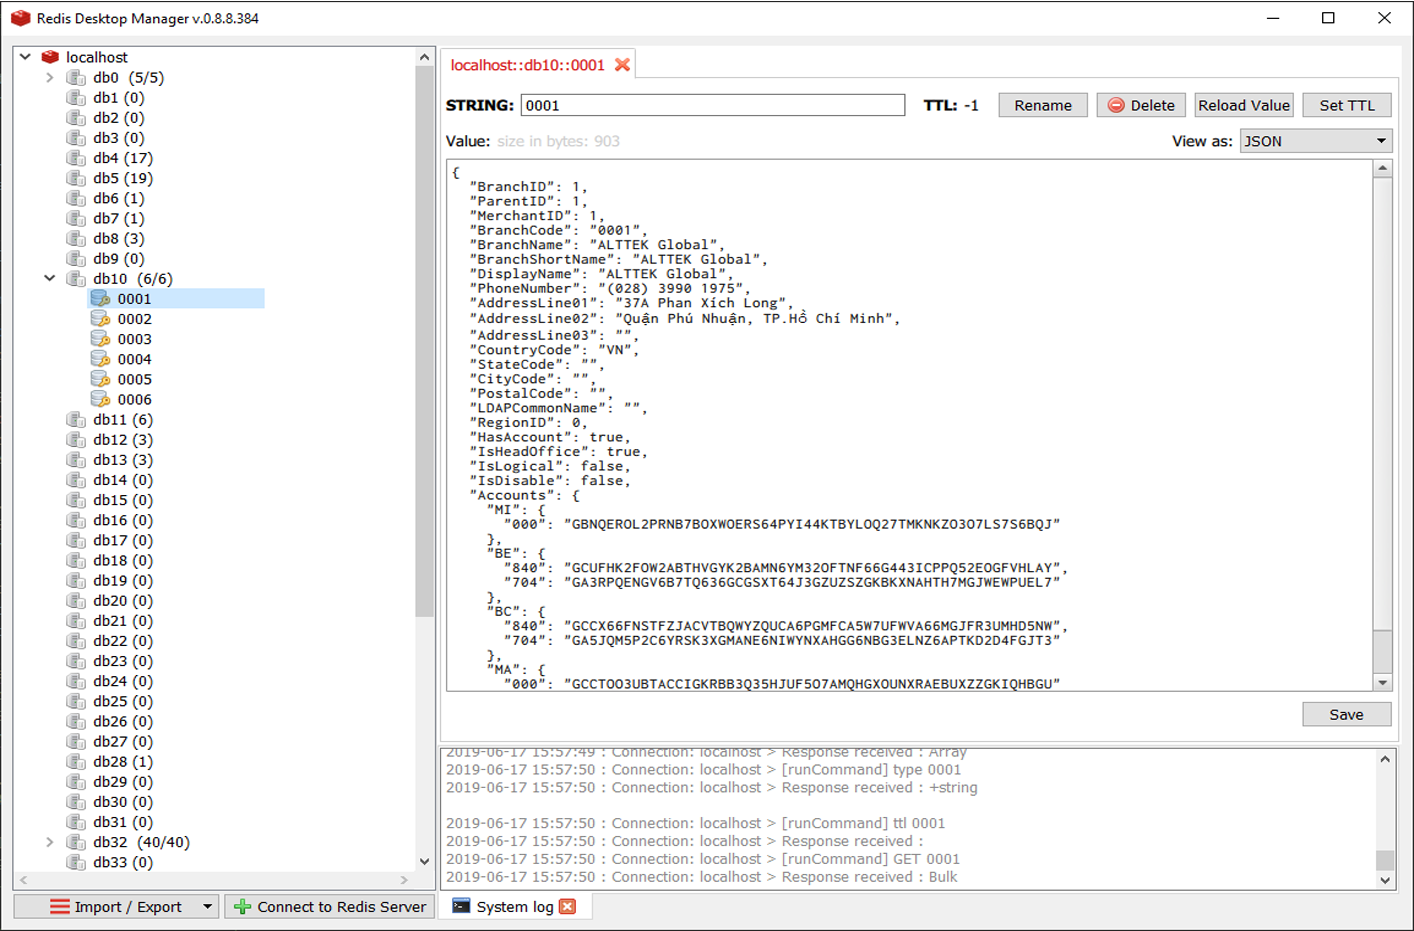 Redis Desktop Manager v.0.8.8.384
localhost
db0 (5/5)
db1 (0)
db2 (0)
db3 (0)
db4 (17)
db5 (19)
db6 (1)
db7 (1)
db8 (3)
db9 (0)
db10 (6/6)
0001
0002
0003
0004
0005
0006
db11 (6)
db12 (3)
db13 (3)
db14 (0)
db15 (0)
db16 (0)
db17 (0)
db18 (0)
db19 (0)
db20 (0)
db21 (0)
db22 (0)
db23 (0)
db24 (0)
db25 (0)
db26 (0)
db27 (0)
db28 (1)
db29 (0)
db30 (0)
db31 (0)
db32 (40/40)
db33 (0)
Import / Export
Connect to Redis Server
localhost::db10::0001
STRING: 0001 TTL: -1 Rename Delete Reload Value Set TTL
Value: size in bytes: 903 View as: JSON
{
"BranchID": 1,
"ParentID": 1,
"MerchantID": 1,
"BranchCode": "0001",
"BranchName": "ALTTEK Global",
"BranchShortName": "ALTTEK Global",
"DisplayName": "ALTTEK Global",
"PhoneNumber": "(028) 3990 1975",
"AddressLine01": "37A Phan Xích Long",
"AddressLine02": "Quận Phú Nhuận, TP.Hồ Chí Minh",
"AddressLine03": "",
"CountryCode": "VN",
"StateCode": "",
"CityCode": "",
"PostalCode": "",
"LDAPCommonName": "",
"RegionID": 0,
"HasAccount": true,
"IsHeadOffice": true,
"IsLogical": false,
"IsDisable": false,
"Accounts": {
"MI": {
"000": "GBNQEROL2PRNB7BOXWOERS64PYI44KTBYLOQ27TMKNKZO3O7LS7S6BQJ"
},
"BE": {
"840": "GCUFHK2FOW2ABTHVGYK2BAMN6YM32OFTNF66G443ICPPQ52EOGFVHLAY",
"704": "GA3RPQENGV6B7TQ636GCGSXT64J3GZUZSZGKBKXNAHTH7MGJWEWPUEL7"
},
"BC": {
"840": "GCCX66FNSTFZJACVTBQWYZQUCA6PGMFCA5W7UFWVA66MGJFR3UMHD5NW",
"704": "GA5JQM5P2C6YRSK3XGMANE6NIWYNXAHGG6NBG3ELNZ6APTKD2D4FGJT3"
},
"MA": {
"000": "GCCTOO3UBTACCIGKRBB3Q35HJUF5O7AMQHGXOUNXRAEBUXZZGKIQHBGU"
Save
2019-06-17 15:57:49 : Connection: localhost > Response received : Array
2019-06-17 15:57:50 : Connection: localhost > [runCommand] type 0001
2019-06-17 15:57:50 : Connection: localhost > Response received : +string
2019-06-17 15:57:50 : Connection: localhost > [runCommand] ttl 0001
2019-06-17 15:57:50 : Connection: localhost > Response received :
2019-06-17 15:57:50 : Connection: localhost > [runCommand] GET 0001
2019-06-17 15:57:50 : Connection: localhost > Response received : Bulk
System log